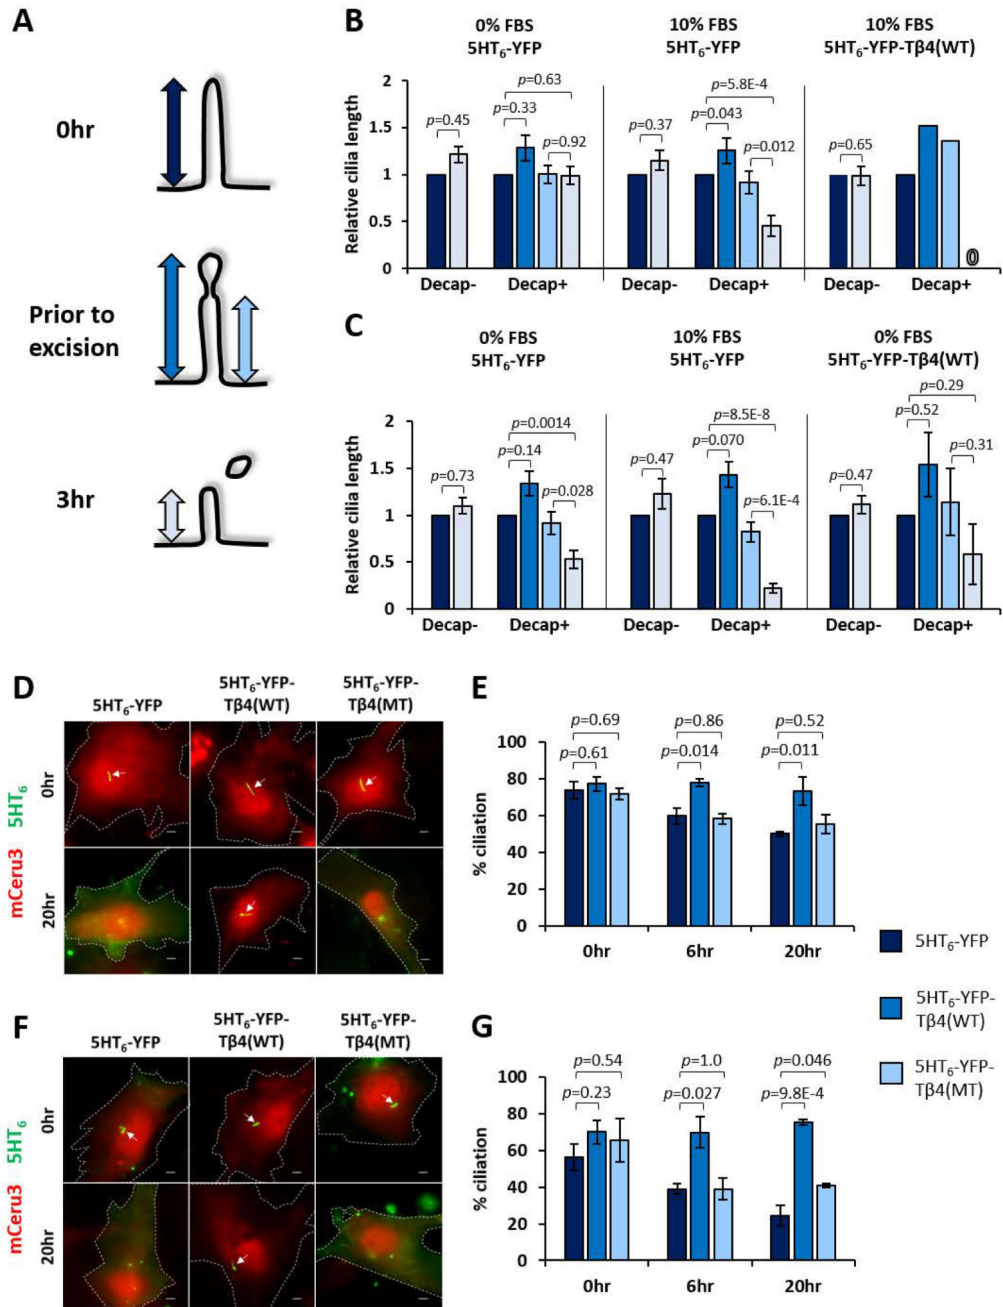 A
0hr
Prior to
excision
3hr
B
0% FBS
5HT₆-YFP
10% FBS
5HT₆-YFP
10% FBS
5HT₆-YFP-Tβ4(WT)
Relative cilia length
2
1.5
1
0.5
0
p=0.45
p=0.63
p=0.33
p=0.92
p=0.37
p=5.8E-4
p=0.043
p=0.012
p=0.65
0
Decap-
Decap+
Decap-
Decap+
Decap-
Decap+
C
0% FBS
5HT₆-YFP
10% FBS
5HT₆-YFP
0% FBS
5HT₆-YFP-Tβ4(WT)
Relative cilia length
2
1.5
1
0.5
0
p=0.73
p=0.0014
p=0.14
p=0.028
p=0.47
p=8.5E-8
p=0.070
p=6.1E-4
p=0.47
p=0.29
p=0.52
p=0.31
Decap-
Decap+
Decap-
Decap+
Decap-
Decap+
D
5HT₆-YFP
5HT₆-YFP-
Tβ4(WT)
5HT₆-YFP-
Tβ4(MT)
mCeru3 5HT₆
0hr
20hr
E
% ciliation
100
80
60
40
20
0
p=0.69
p=0.61
p=0.86
p=0.014
p=0.52
p=0.011
0hr
6hr
20hr
5HT₆-YFP
5HT₆-YFP-
Tβ4(WT)
5HT₆-YFP-
Tβ4(MT)
F
5HT₆-YFP
5HT₆-YFP-
Tβ4(WT)
5HT₆-YFP-
Tβ4(MT)
mCeru3 5HT₆
0hr
20hr
G
% ciliation
100
80
60
40
20
0
p=0.54
p=0.23
p=1.0
p=0.027
p=0.046
p=9.8E-4
0hr
6hr
20hr